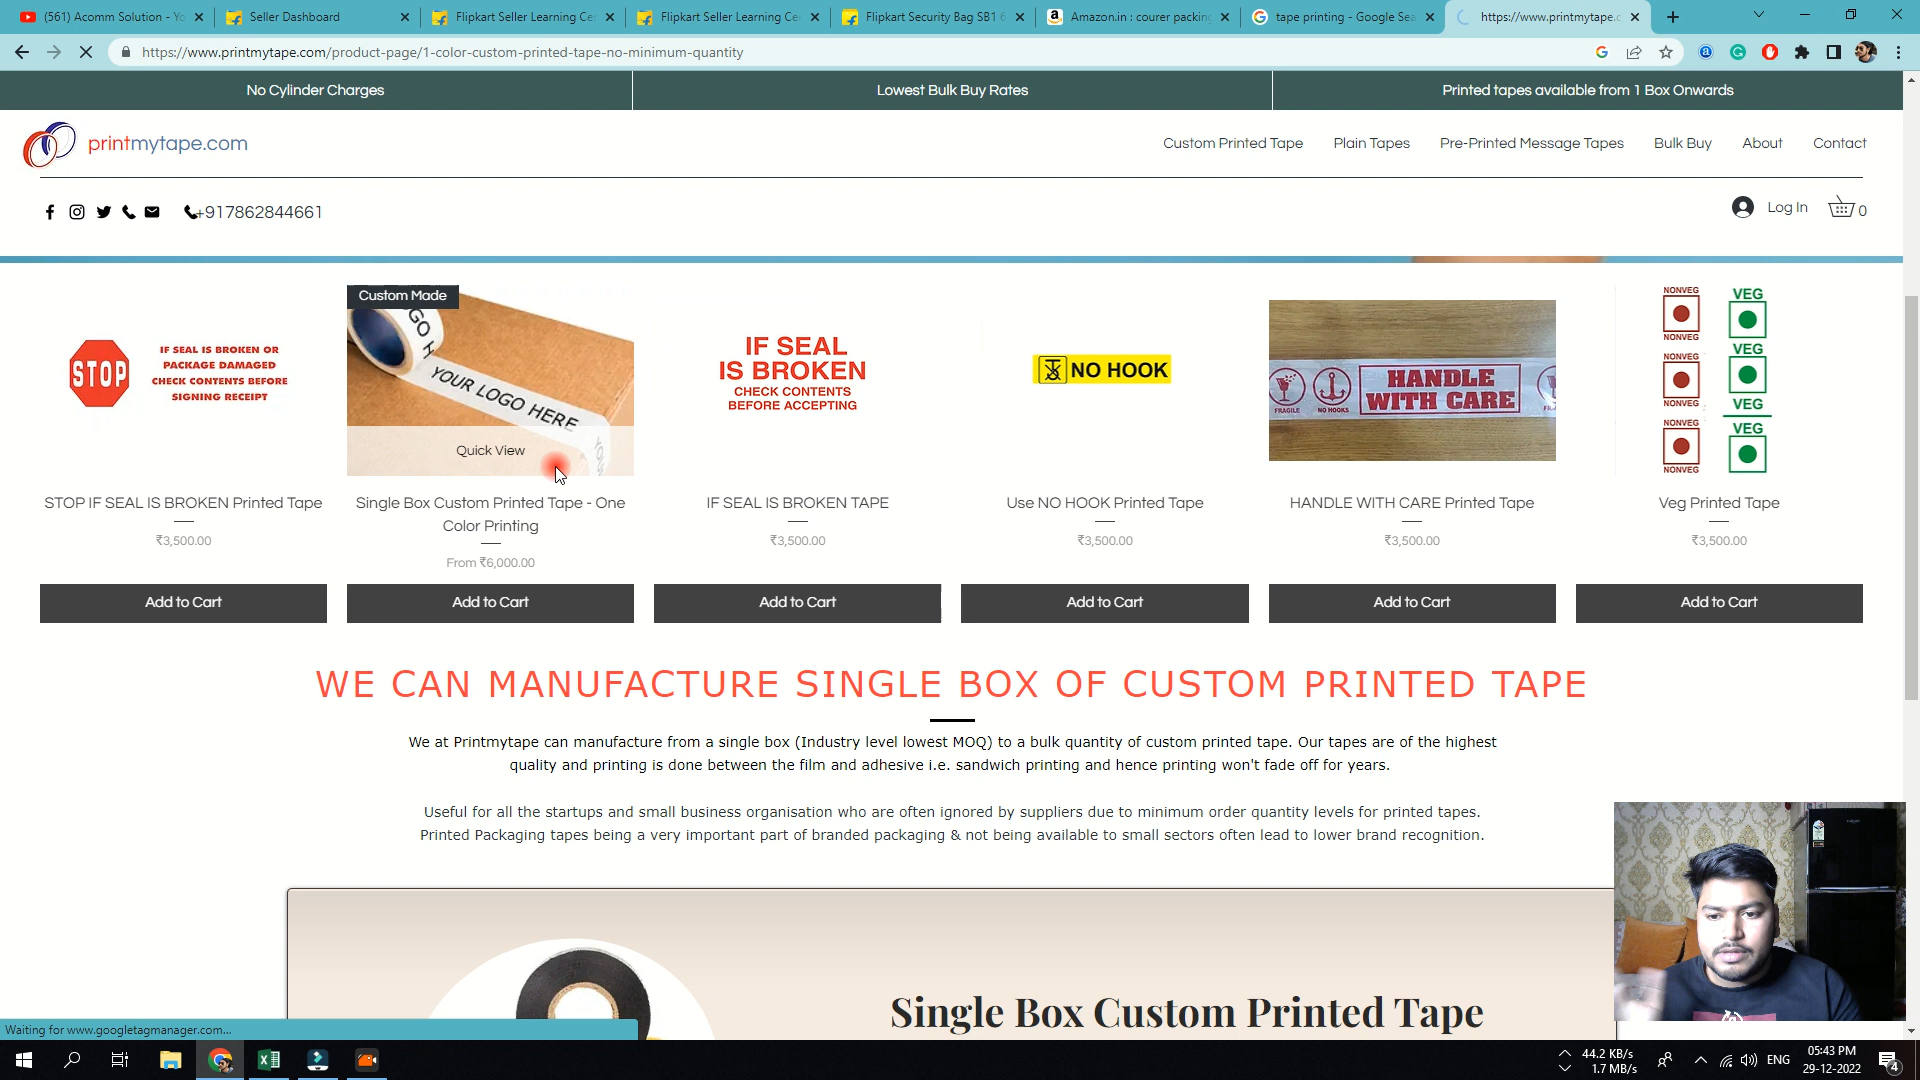 (561) Acomm Solution - Yo
Seller Dashboard
Flipkart Seller Learning Ce
Flipkart Seller Learning Ce
Flipkart Security Bag SB1 6
Amazon.in : courer packing
tape printing - Google Sea
https://www.printmytape.c
https://www.printmytape.com/product-page/1-color-custom-printed-tape-no-minimum-quantity
No Cylinder Charges
Lowest Bulk Buy Rates
Printed tapes available from 1 Box Onwards
printmytape.com
Custom Printed Tape
Plain Tapes
Pre-Printed Message Tapes
Bulk Buy
About
Contact
+917862844661
Log In
0
Custom Made
YOUR LOGO HERE
Quick View
STOP
IF SEAL IS BROKEN OR
PACKAGE DAMAGED
CHECK CONTENTS BEFORE
SIGNING RECEIPT
IF SEAL
IS BROKEN
CHECK CONTENTS
BEFORE ACCEPTING
NO HOOK
FRAGILE
NO HOOKS
HANDLE
WITH CARE
NONVEG
NONVEG
NONVEG
NONVEG
NONVEG
NONVEG
VEG
VEG
VEG
VEG
STOP IF SEAL IS BROKEN Printed Tape
₹3,500.00
Add to Cart
Single Box Custom Printed Tape - One
Color Printing
From ₹6,000.00
Add to Cart
IF SEAL IS BROKEN TAPE
₹3,500.00
Add to Cart
Use NO HOOK Printed Tape
₹3,500.00
Add to Cart
HANDLE WITH CARE Printed Tape
₹3,500.00
Add to Cart
Veg Printed Tape
₹3,500.00
Add to Cart
WE CAN MANUFACTURE SINGLE BOX OF CUSTOM PRINTED TAPE
We at Printmytape can manufacture from a single box (Industry level lowest MOQ) to a bulk quantity of custom printed tape. Our tapes are of the highest
quality and printing is done between the film and adhesive i.e. sandwich printing and hence printing won't fade off for years.
Useful for all the startups and small business organisation who are often ignored by suppliers due to minimum order quantity levels for printed tapes.
Printed Packaging tapes being a very important part of branded packaging & not being available to small sectors often lead to lower brand recognition.
Single Box Custom Printed Tape
Waiting for www.googletagmanager.com...
44.2 KB/s
1.7 MB/s
ENG
05:43 PM
29-12-2022
4